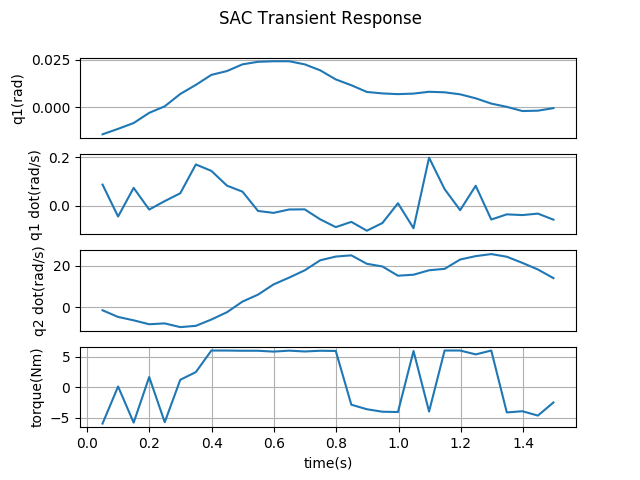 SAC Transient Response
0.025
0.000
q1(rad)
0.2
0.0
q1 dot(rad/s)
20
0
q2 dot(rad/s)
5
0
−5
torque(Nm)
0.0 0.2 0.4 0.6 0.8 1.0 1.2 1.4
time(s)